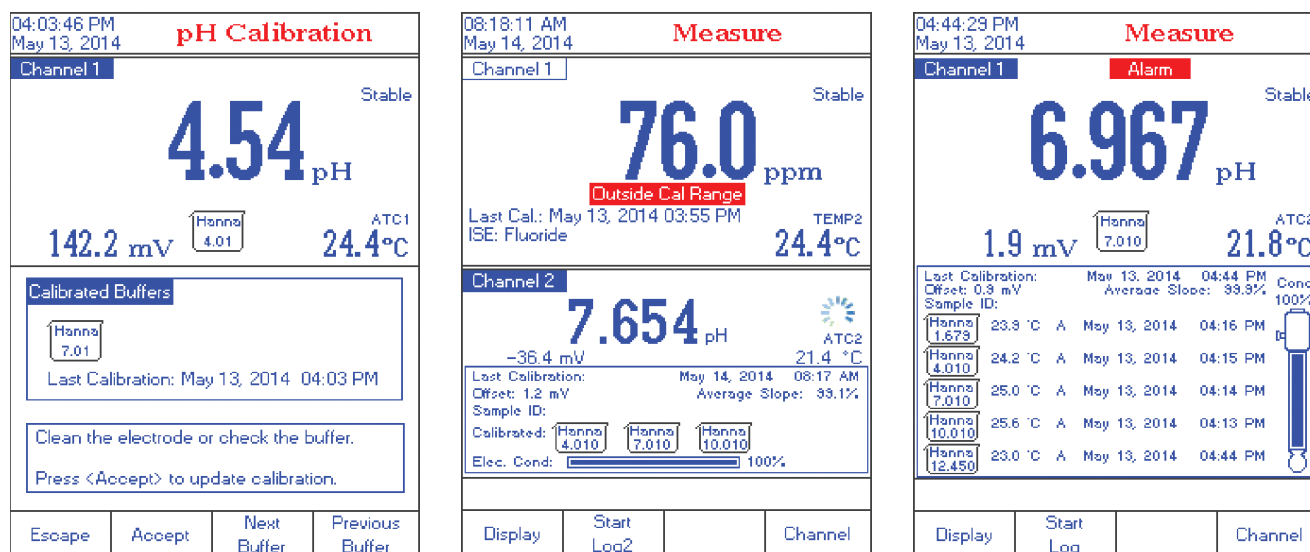 04:03:46 PM
May 13, 2014
pH Calibration
Channel 1
Stable
4.54 pH
142.2 mV
Hanna
4.01
ATC1
24.4°C
Calibrated Buffers
Hanna
7.01
Last Calibration: May 13, 2014 04:03 PM
Clean the electrode or check the buffer.
Press <Accept> to update calibration.
Escape
Accept
Next
Buffer
Previous
Buffer
08:18:11 AM
May 14, 2014
Measure
Channel 1
Stable
76.0 ppm
Outside Cal Range
Last Cal.: May 13, 2014 03:55 PM
ISE: Fluoride
TEMP2
24.4°C
Channel 2
7.654 pH
-36.4 mV
ATC2
21.4 °C
Last Calibration: May 14, 2014 08:17 AM
Offset: 1.2 mV Average Slope: 99.1%
Sample ID:
Calibrated: Hanna 4.010 Hanna 7.010 Hanna 10.010
Elec. Cond: 100%
Display
Start
Log2
Channel
04:44:29 PM
May 13, 2014
Measure
Channel 1
Alarm
Stable
6.967 pH
1.9 mV
Hanna
7.010
ATC2
21.8°C
Last Calibration: May 13, 2014 04:44 PM
Offset: 0.9 mV Average Slope: 99.9%
Sample ID:
Cond
100%
Hanna 1.679 23.9 °C A May 13, 2014 04:16 PM
Hanna 4.010 24.2 °C A May 13, 2014 04:15 PM
Hanna 7.010 25.0 °C A May 13, 2014 04:14 PM
Hanna 10.010 25.6 °C A May 13, 2014 04:13 PM
Hanna 12.450 23.0 °C A May 13, 2014 04:44 PM
Display
Start
Log
Channel